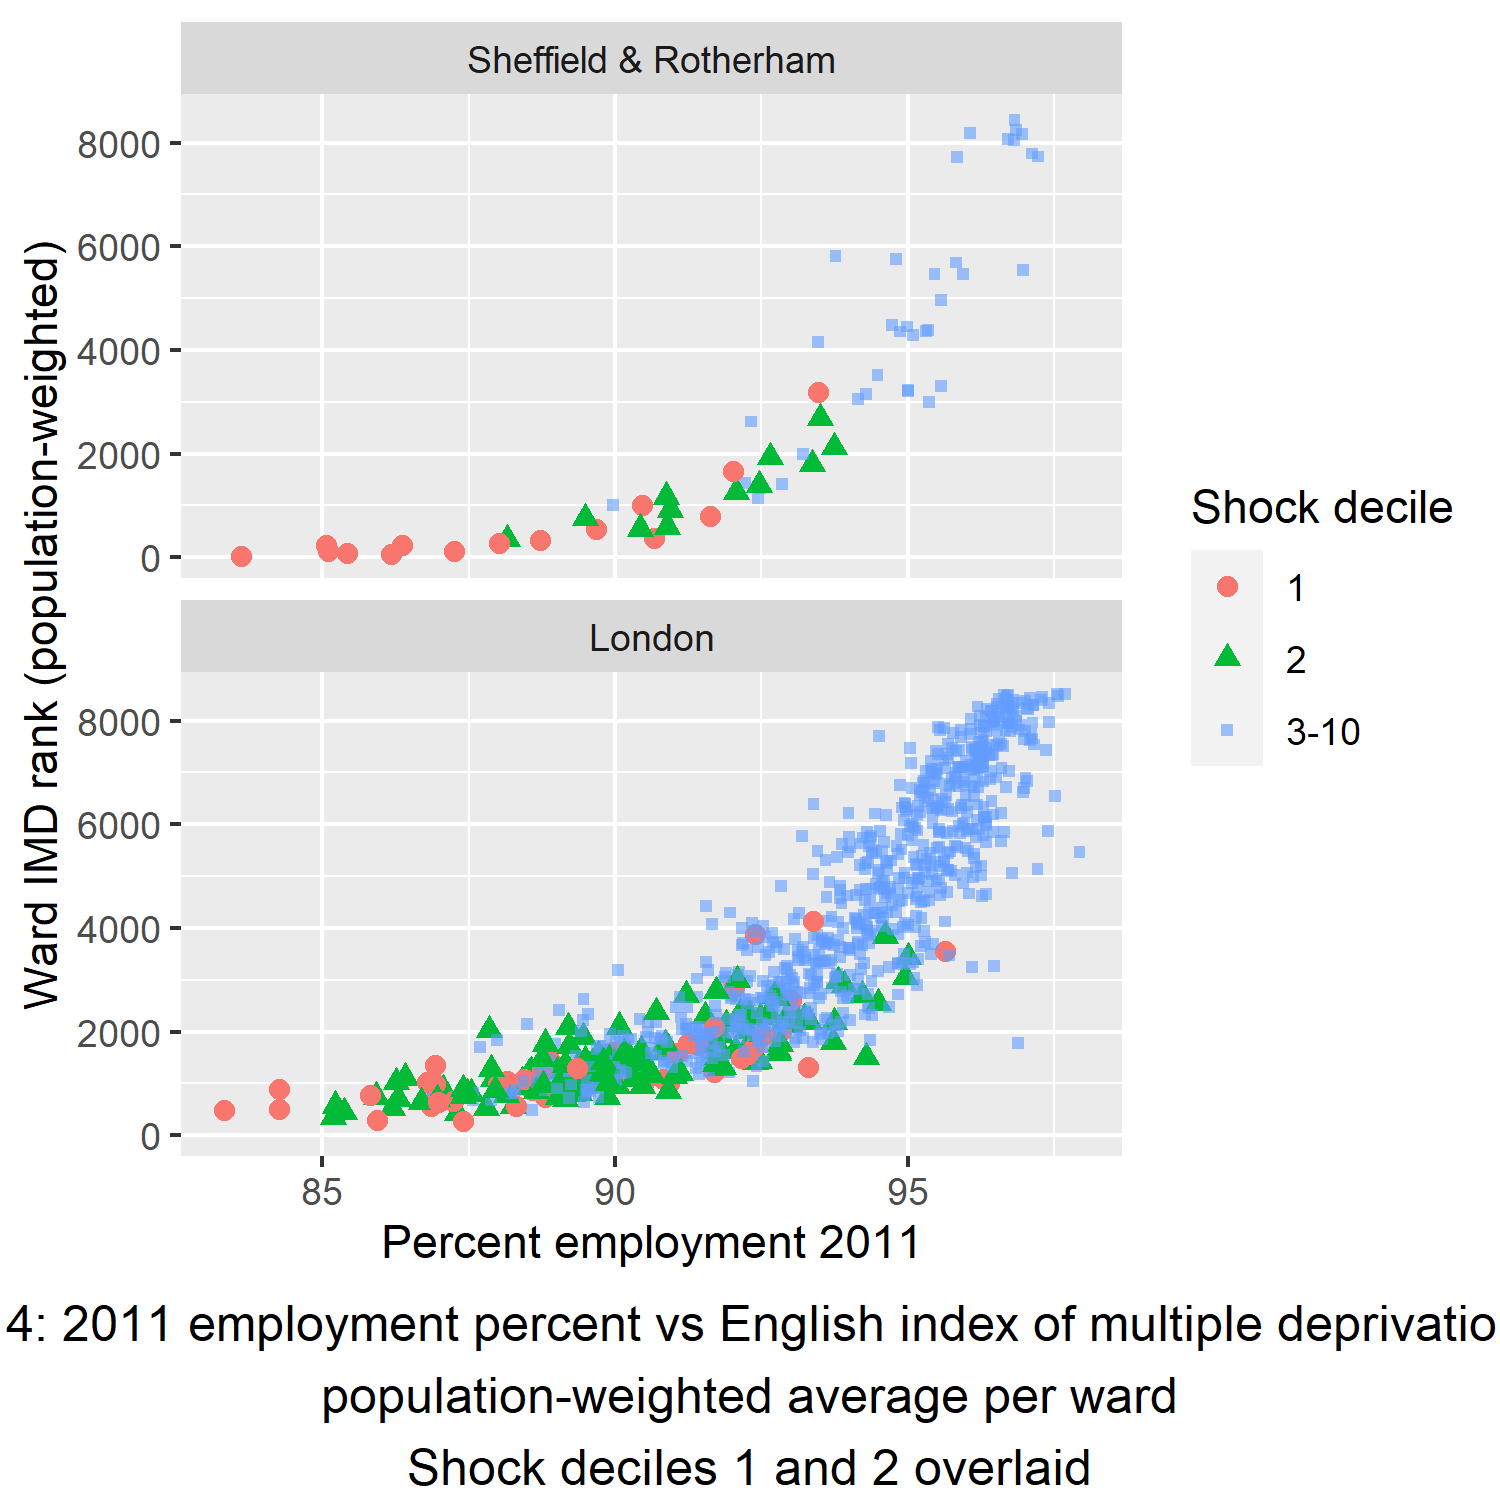 Sheffield & Rotherham
8000
6000
4000
2000
0
London
8000
6000
4000
2000
0
85 90 95
Percent employment 2011
Ward IMD rank (population-weighted)
Shock decile
1
2
3-10
4: 2011 employment percent vs English index of multiple deprivatio
population-weighted average per ward
Shock deciles 1 and 2 overlaid